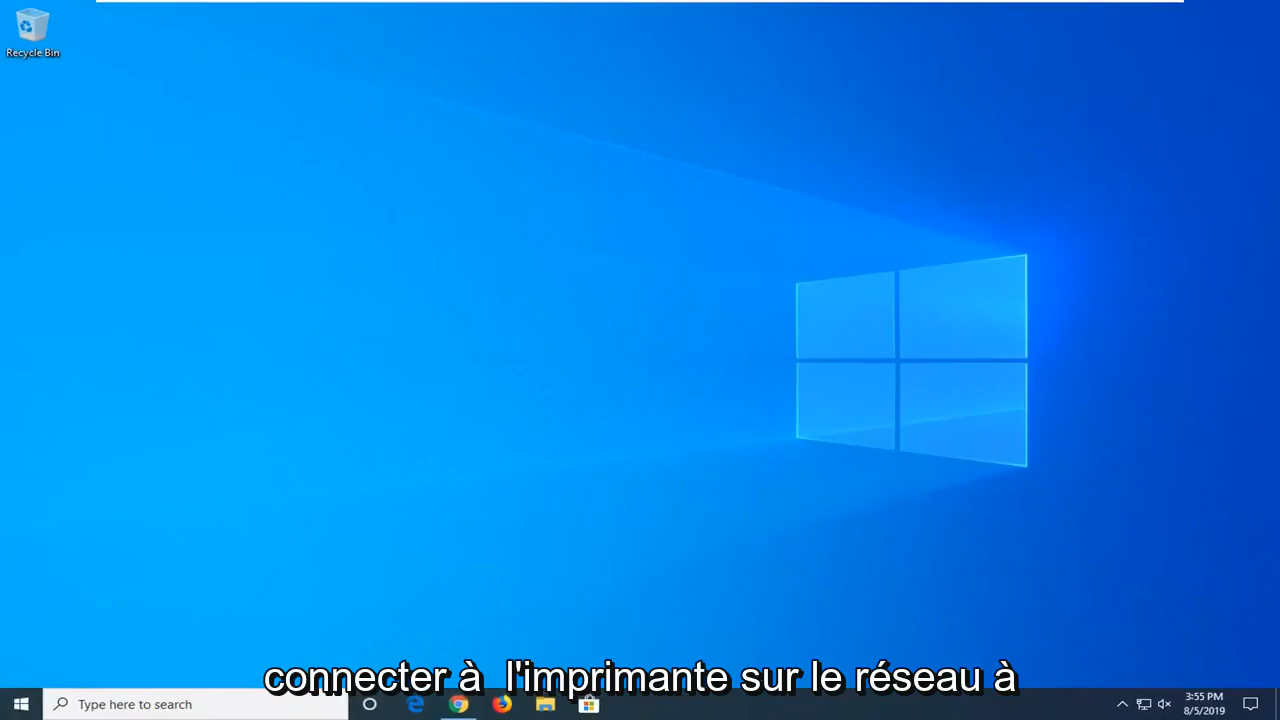 Recycle Bin
connecter à l'imprimante sur le réseau à
Type here to search
3:55 PM
8/5/2019